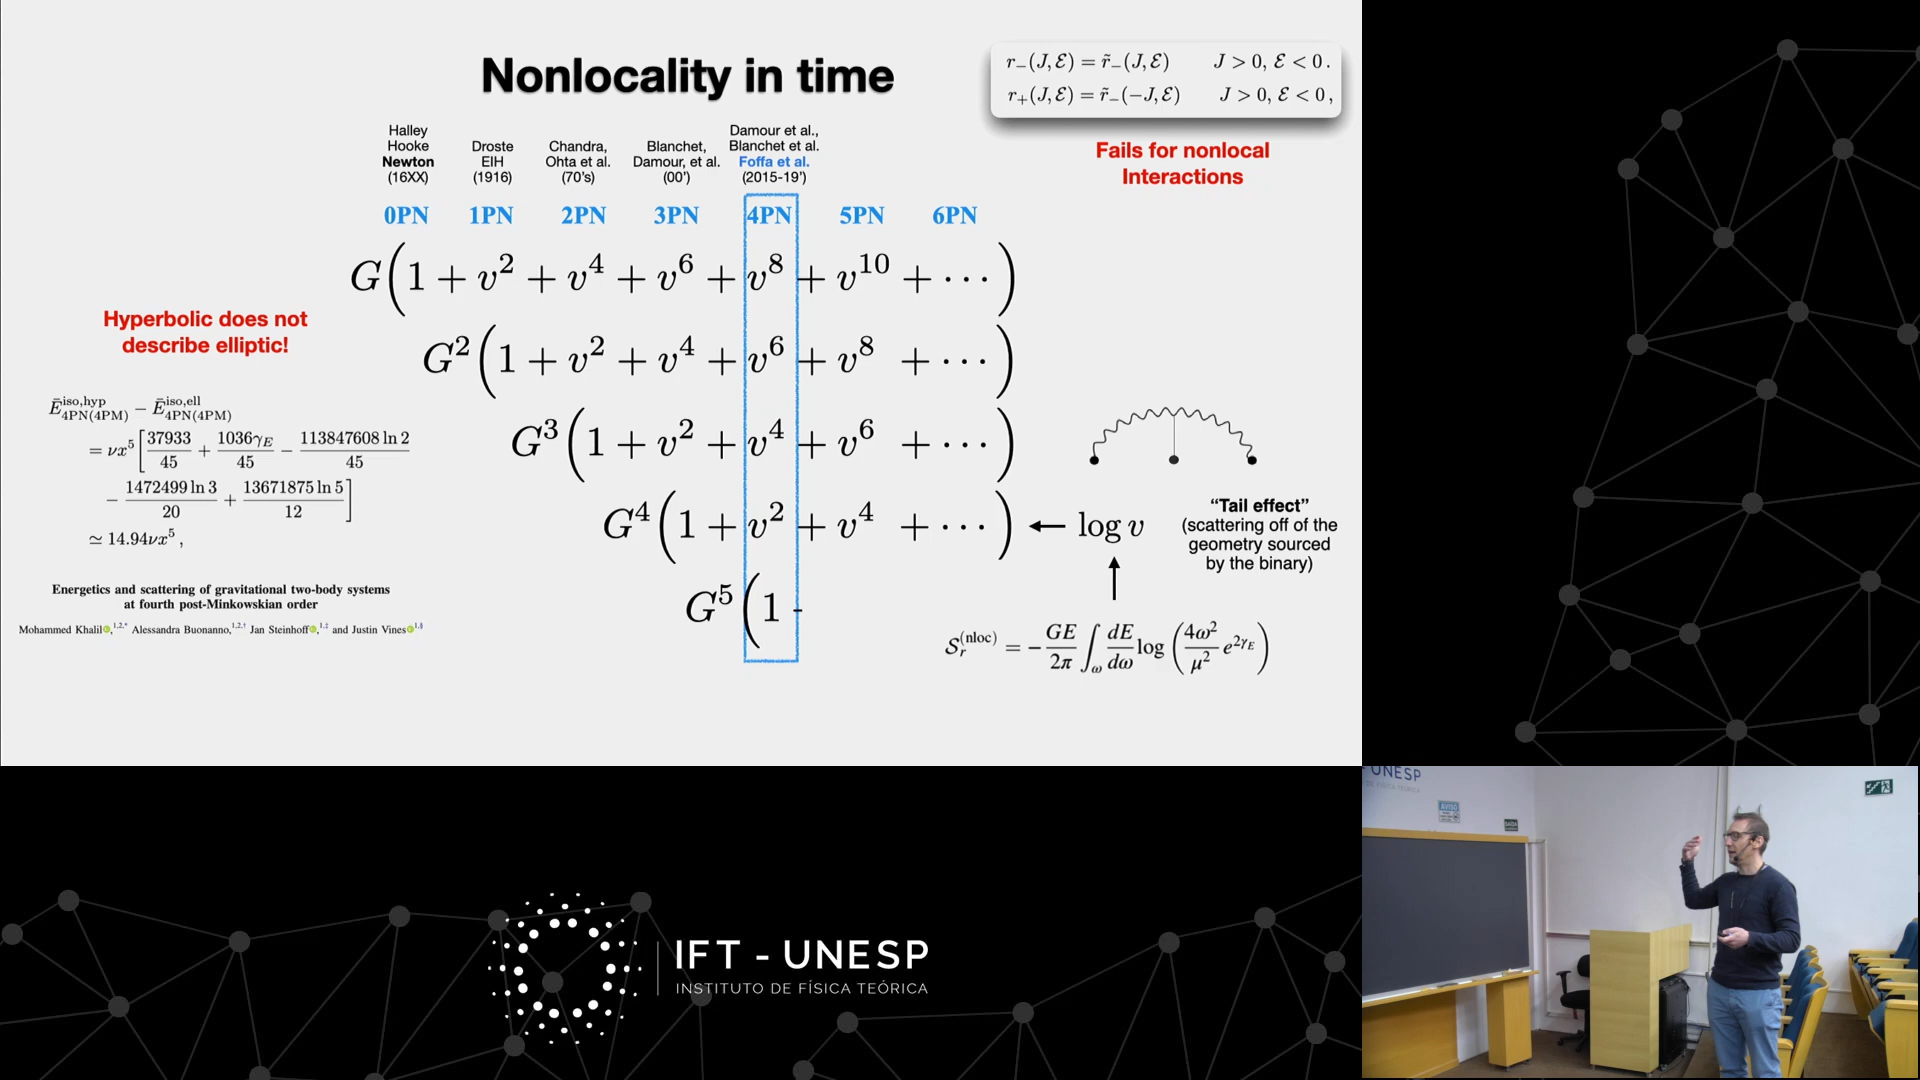 Nonlocality in time
r₋(J, ℰ) = r̃₋(J, ℰ) J > 0, ℰ < 0 .
r₊(J, ℰ) = r̃₋(−J, ℰ) J > 0, ℰ < 0 ,
Fails for nonlocal
Interactions
Halley
Hooke
Newton
(16XX)
Droste
EIH
(1916)
Chandra,
Ohta et al.
(70's)
Blanchet,
Damour, et al.
(00')
Damour et al.,
Blanchet et al.
Foffa et al.
(2015-19')
0PN 1PN 2PN 3PN 4PN 5PN 6PN
G(1 + v² + v⁴ + v⁶ + v⁸ + v¹⁰ + ···)
G²(1 + v² + v⁴ + v⁶ + v⁸ + ···)
G³(1 + v² + v⁴ + v⁶ + ···)
G⁴(1 + v² + v⁴ + ···) ← log v
G⁵(1 +
Hyperbolic does not
describe elliptic!
Ē^{iso,hyp}_{4PN(4PM)} − Ē^{iso,ell}_{4PN(4PM)}
= νx⁵[37933/45 + 1036γ_E/45 − 113847608 ln 2/45
− 1472499 ln 3/20 + 13671875 ln 5/12]
≃ 14.94νx⁵ ,
Energetics and scattering of gravitational two-body systems
at fourth post-Minkowskian order
Mohammed Khalil,¹,²,* Alessandra Buonanno,¹,²,† Jan Steinhoff,¹,‡ and Justin Vines¹,§
"Tail effect"
(scattering off of the
geometry sourced
by the binary)
𝒮_r^{(nloc)} = − GE/2π ∫_ω dE/dω log (4ω²/μ² e^{2γ_E})
IFT - UNESP
INSTITUTO DE FÍSICA TEÓRICA
UNESP
AVISO